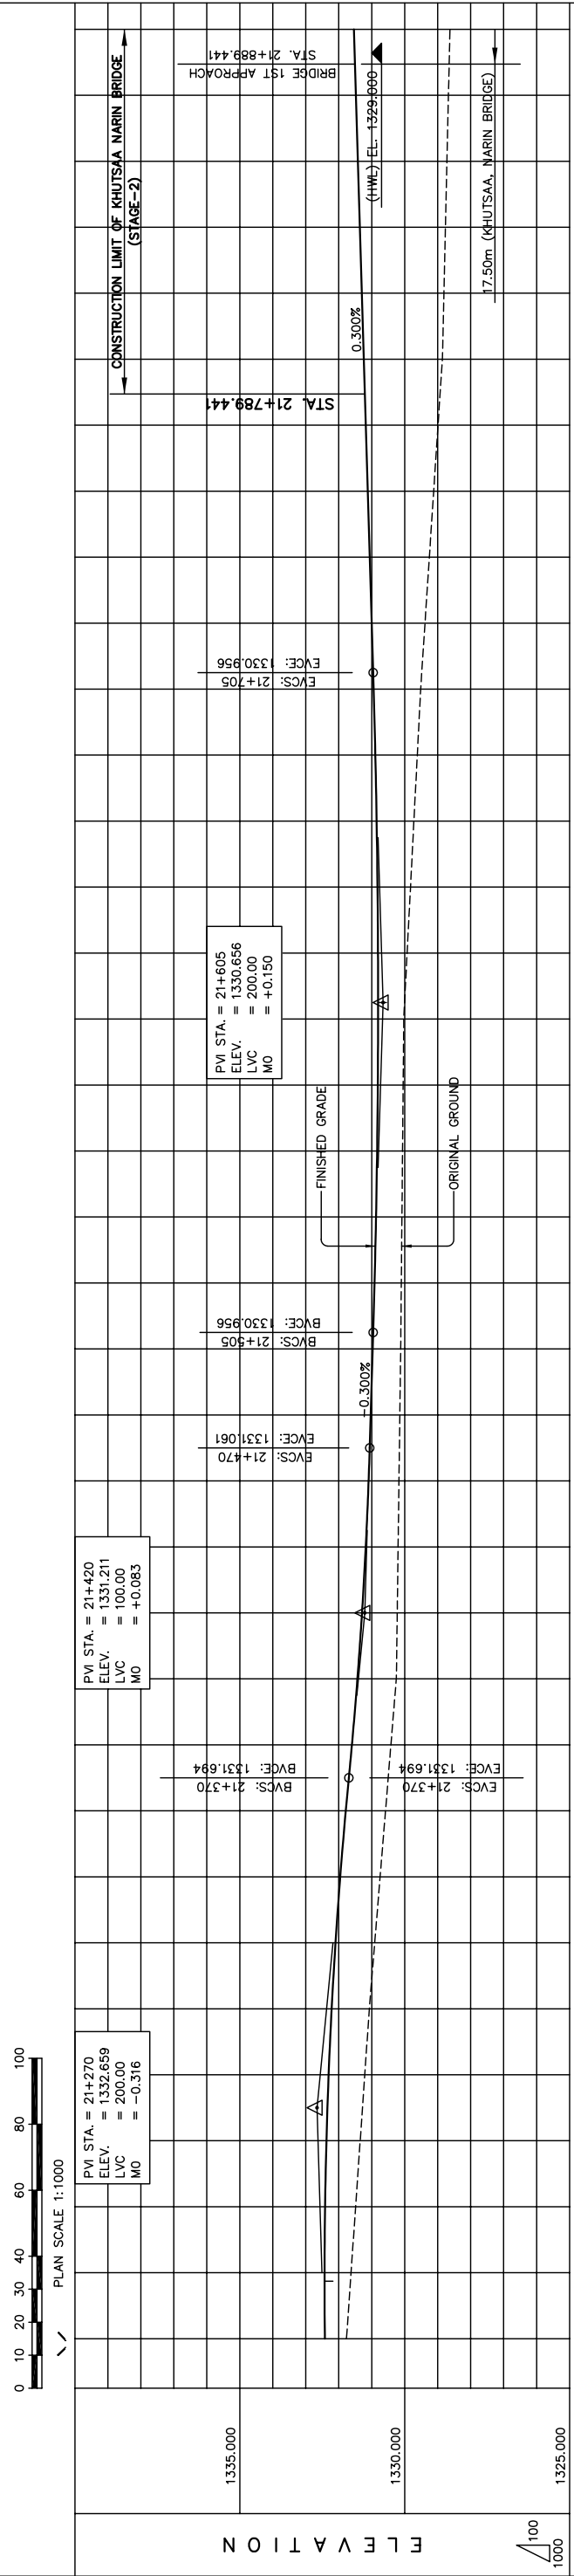 0 10 20 30 40 60 80 100
PLAN SCALE 1:1000
ELEVATION
100
1000
1335.000
1330.000
1325.000
PVI STA. = 21+270
ELEV. = 1332.659
LVC = 200.00
MO = -0.316
BVCS: 21+370
BVCE: 1331.694
EVCS: 21+370
EVCE: 1331.694
PVI STA. = 21+420
ELEV. = 1331.211
LVC = 100.00
MO = +0.083
EVCS: 21+470
EVCE: 1331.061
-0.300%
BVCS: 21+505
BVCE: 1330.956
FINISHED GRADE
ORIGINAL GROUND
PVI STA. = 21+605
ELEV. = 1330.656
LVC = 200.00
MO = +0.150
EVCS: 21+705
EVCE: 1330.956
STA. 21+789.441
0.300%
CONSTRUCTION LIMIT OF KHUTSAA NARIN BRIDGE
(STAGE-2)
BRIDGE 1ST APPROACH
STA. 21+889.441
(HWL) EL. 1329.000
17.50m (KHUTSAA, NARIN BRIDGE)